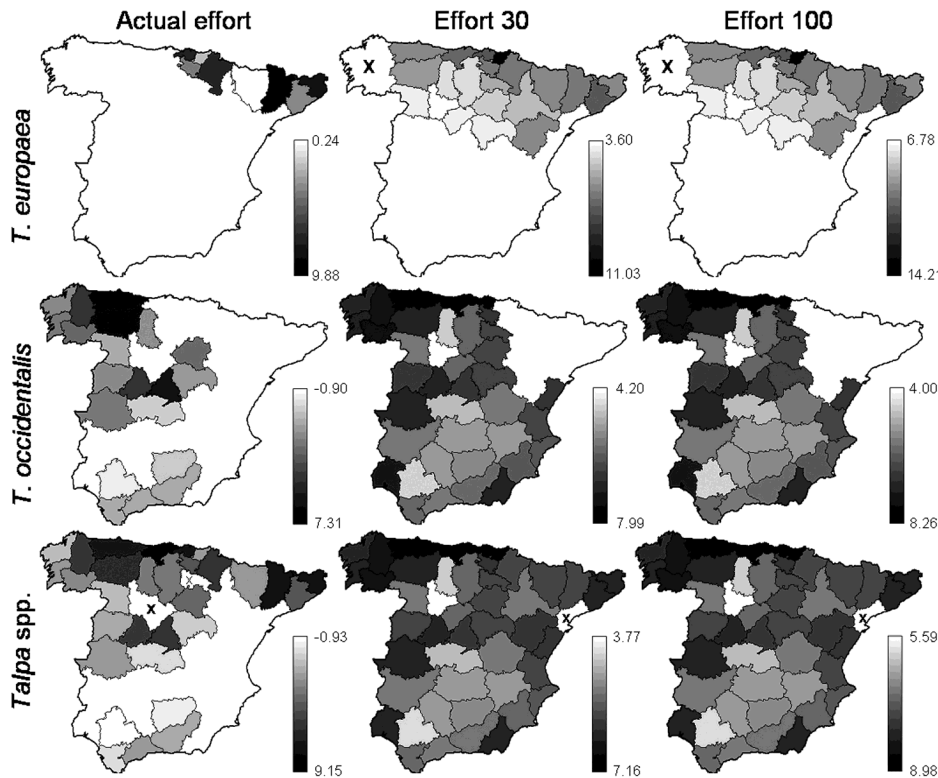 Actual effort
Effort 30
Effort 100
T. europaea
x
x
0.24
9.88
3.60
11.03
6.78
14.21
T. occidentalis
-0.90
7.31
4.20
7.99
4.00
8.26
Talpa spp.
x
x
x
-0.93
9.15
3.77
7.16
5.59
8.98